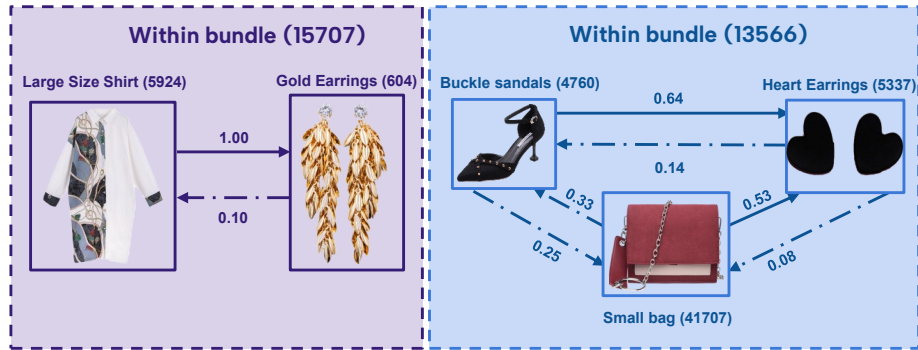 Within bundle (15707)
Large Size Shirt (5924)
Gold Earrings (604)
1.00
0.10
Within bundle (13566)
Buckle sandals (4760)
Heart Earrings (5337)
0.64
0.14
0.33
0.53
0.25
0.08
Small bag (41707)